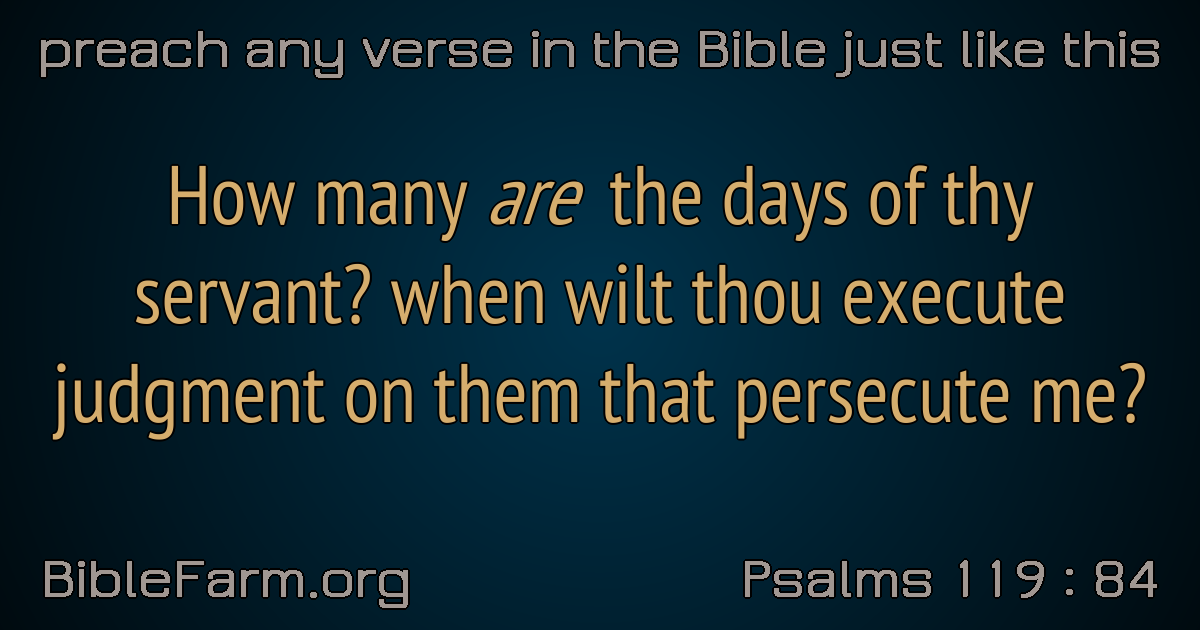 preach any verse in the Bible just like this
How many are the days of thy
servant? when wilt thou execute
judgment on them that persecute me?
BibleFarm.org
Psalms 119 : 84